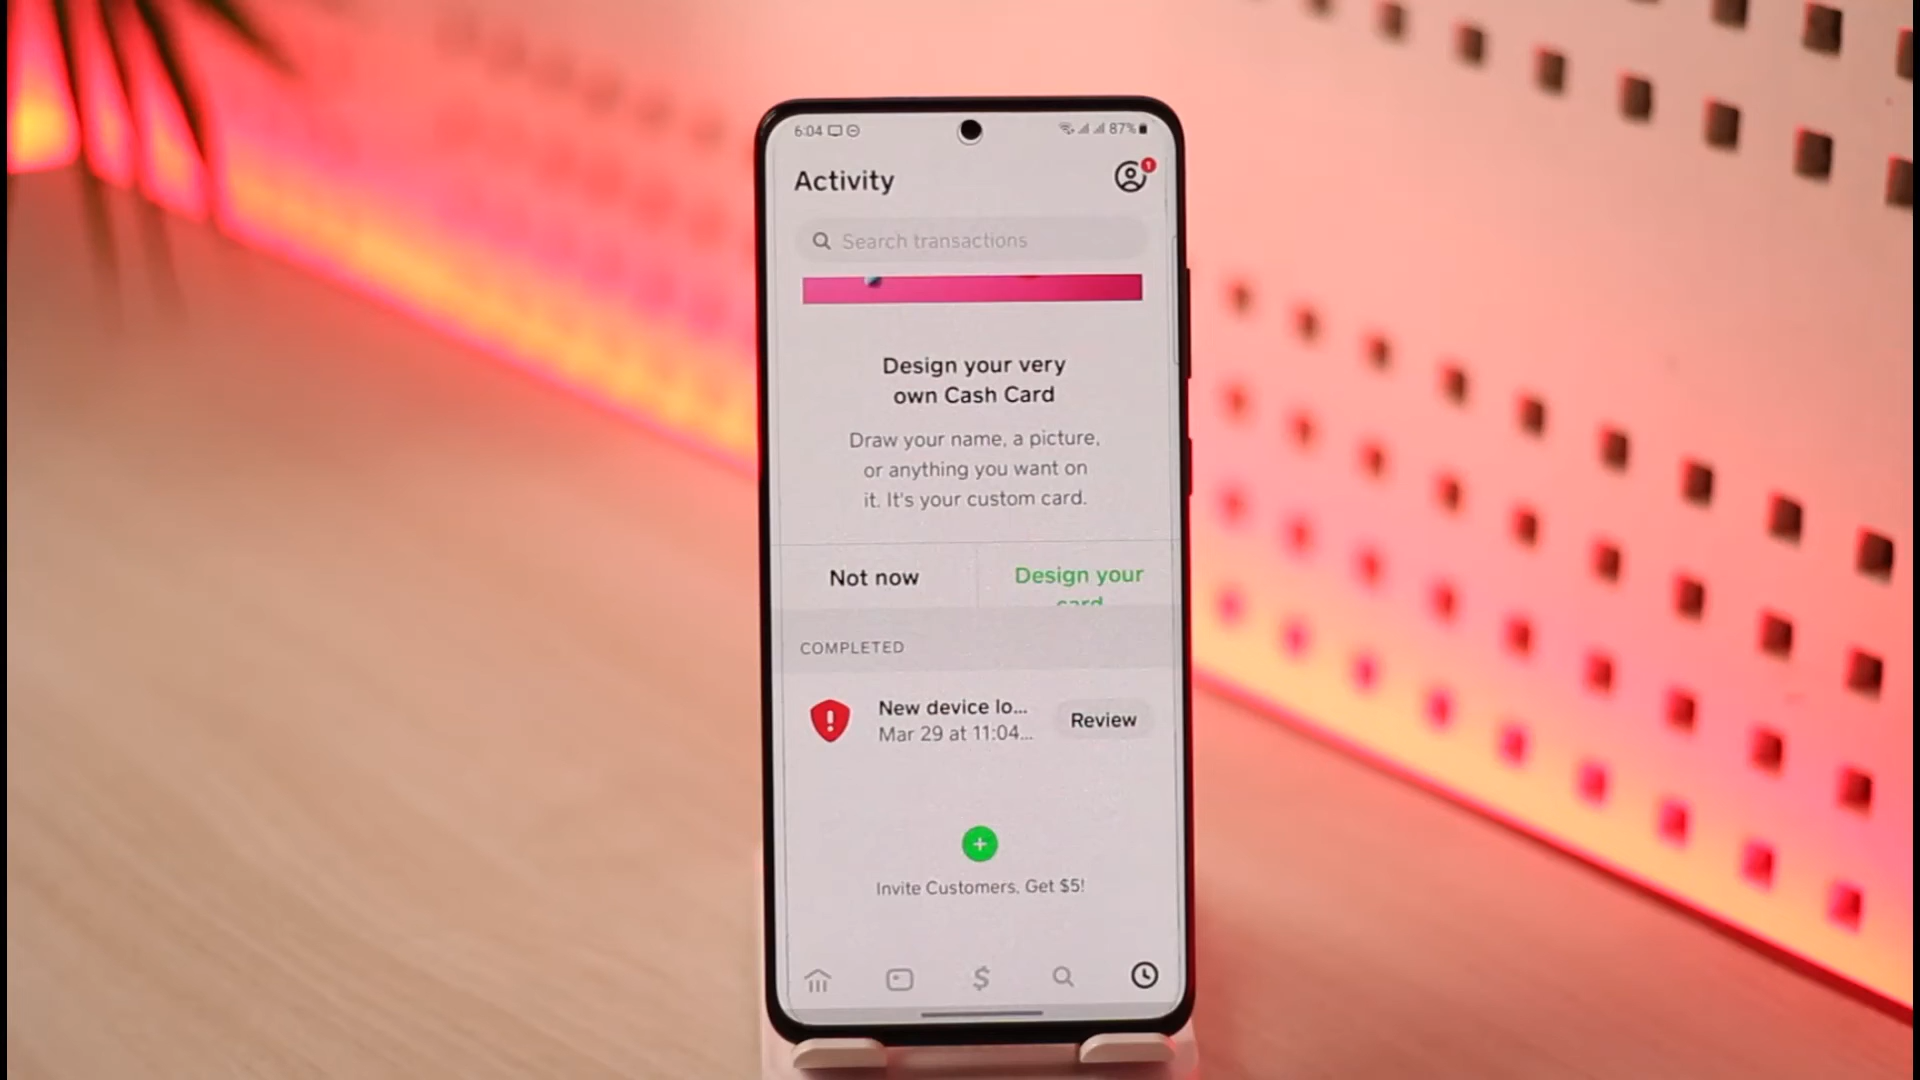 6:04
87%
Activity
1
Search transactions
Design your very
own Cash Card
Draw your name, a picture,
or anything you want on
it. It's your custom card.
Not now
Design your
card
COMPLETED
New device lo...
Mar 29 at 11:04...
Review
Invite Customers, Get $5!